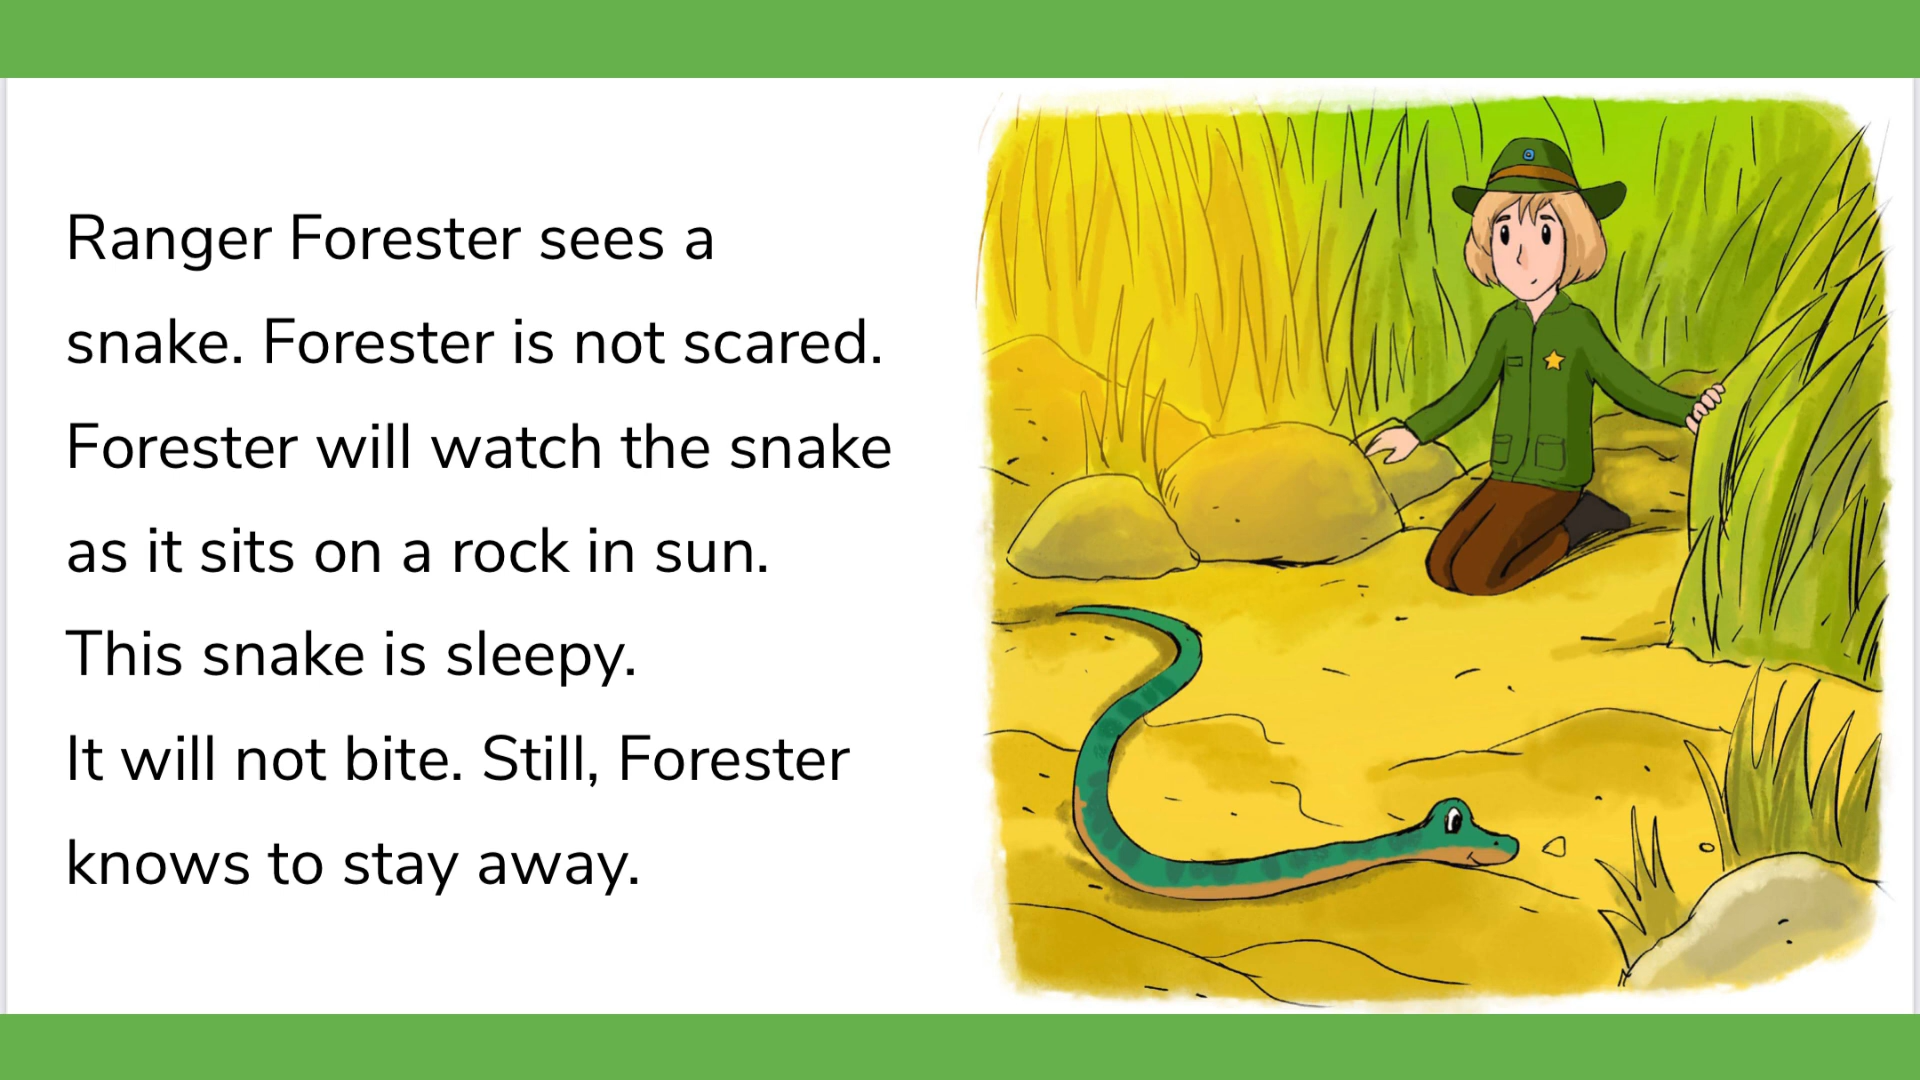 Ranger Forester sees a
snake. Forester is not scared.
Forester will watch the snake
as it sits on a rock in sun.
This snake is sleepy.
It will not bite. Still, Forester
knows to stay away.